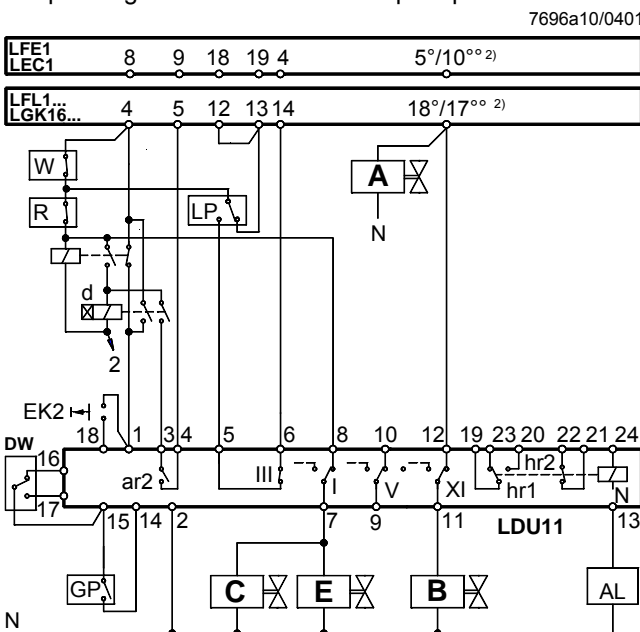 7696a10/0401
LFE1
LEC1
8 9 18 19 4 5°/10°° 2)
LFL1...
LGK16...
4 5 12 13 14 18°/17°° 2)
W
A
R
LP
N
d
2
EK2
18 1 3 4 5 6 8 10 12 19 23 20 22 21 24
DW
16
ar2 III I V XI hr1 hr2 N
17
15 14 2 7 9 11 LDU11 13
GP C E B AL
N